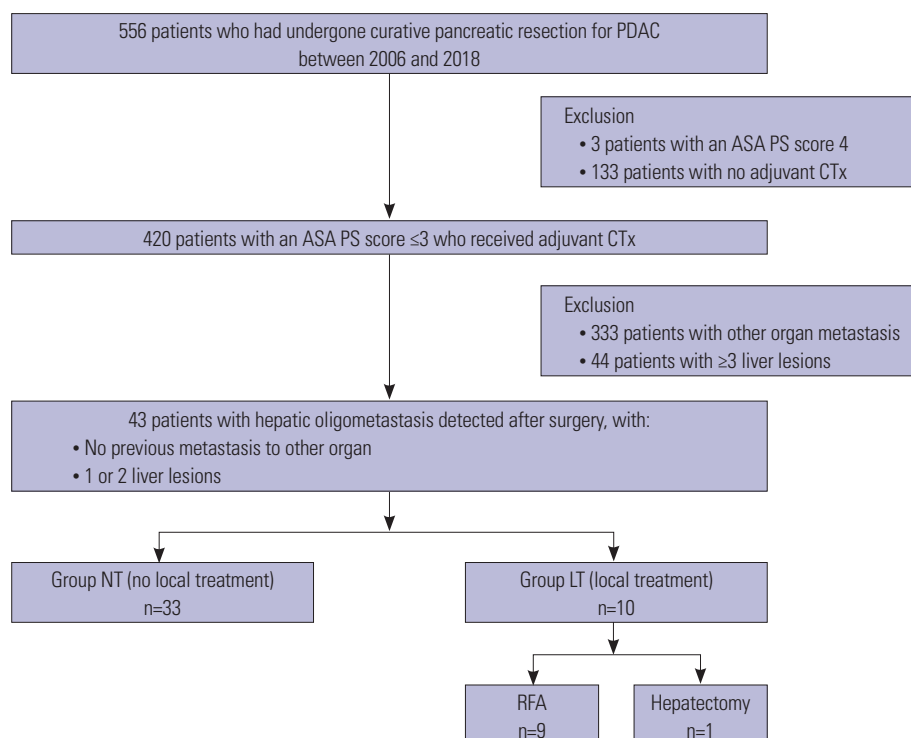 556 patients who had undergone curative pancreatic resection for PDAC
between 2006 and 2018
Exclusion
• 3 patients with an ASA PS score 4
• 133 patients with no adjuvant CTx
420 patients with an ASA PS score ≤3 who received adjuvant CTx
Exclusion
• 333 patients with other organ metastasis
• 44 patients with ≥3 liver lesions
43 patients with hepatic oligometastasis detected after surgery, with:
• No previous metastasis to other organ
• 1 or 2 liver lesions
Group NT (no local treatment)
n=33
Group LT (local treatment)
n=10
RFA
n=9
Hepatectomy
n=1